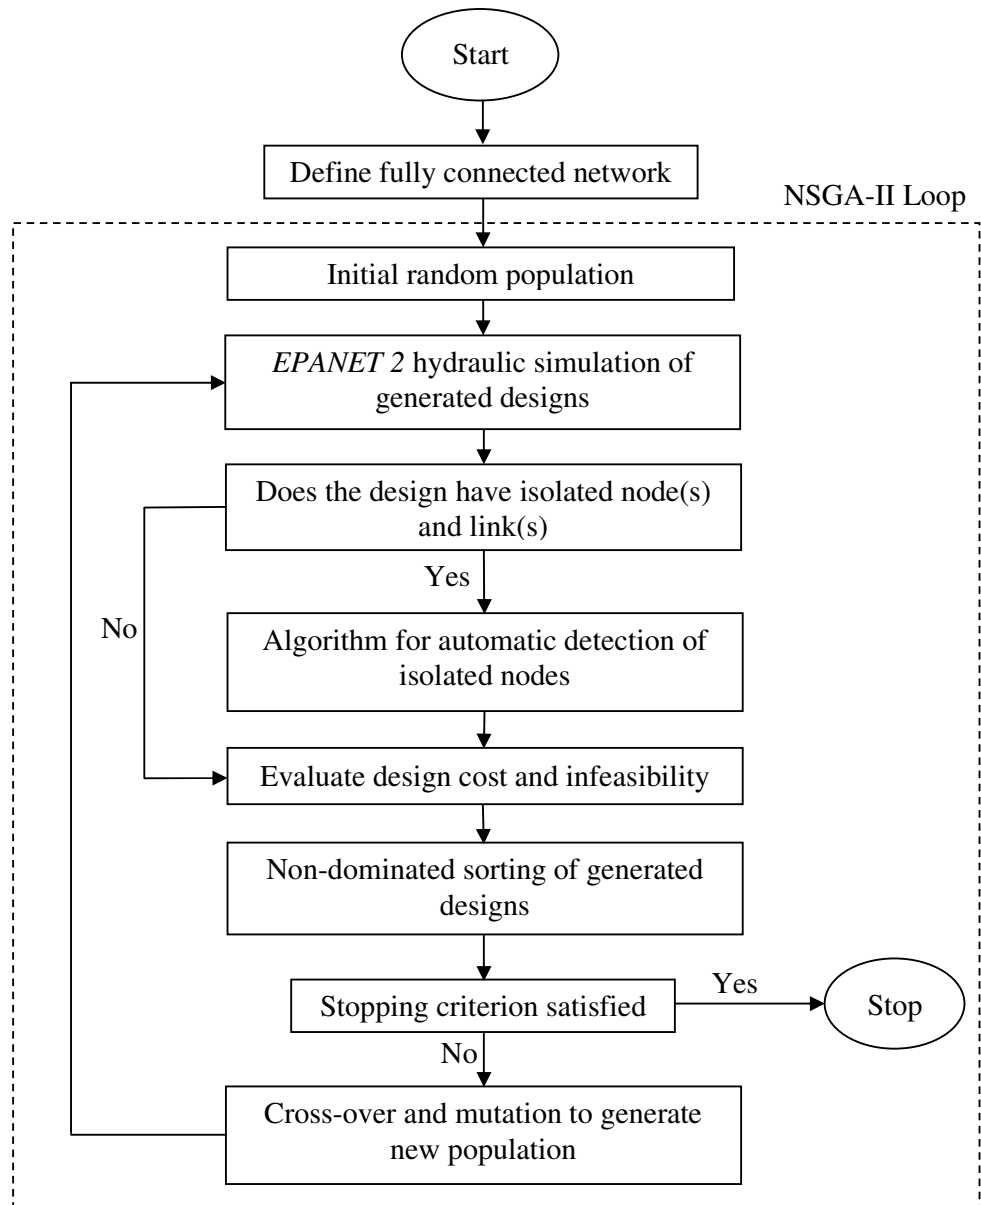 Start
Define fully connected network
NSGA-II Loop
Initial random population
EPANET 2 hydraulic simulation of
generated designs
Does the design have isolated node(s)
and link(s)
Yes
No
Algorithm for automatic detection of
isolated nodes
Evaluate design cost and infeasibility
Non-dominated sorting of generated
designs
Stopping criterion satisfied
Yes
Stop
No
Cross-over and mutation to generate
new population